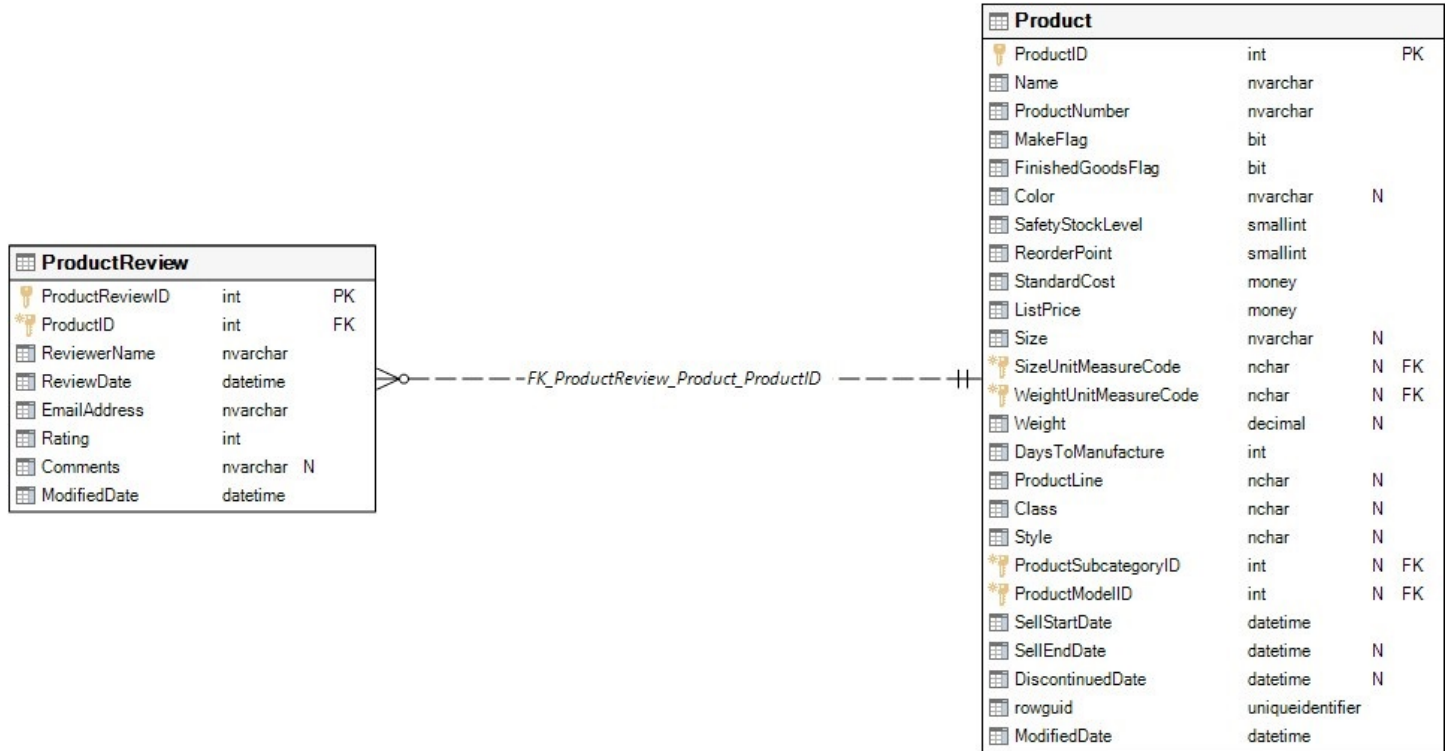 ProductReview
ProductReviewID int PK
ProductID int FK
ReviewerName nvarchar
ReviewDate datetime
EmailAddress nvarchar
Rating int
Comments nvarchar N
ModifiedDate datetime
FK_ProductReview_Product_ProductID
Product
ProductID int PK
Name nvarchar
ProductNumber nvarchar
MakeFlag bit
FinishedGoodsFlag bit
Color nvarchar N
SafetyStockLevel smallint
ReorderPoint smallint
StandardCost money
ListPrice money
Size nvarchar N
SizeUnitMeasureCode nchar N FK
WeightUnitMeasureCode nchar N FK
Weight decimal N
DaysToManufacture int
ProductLine nchar N
Class nchar N
Style nchar N
ProductSubcategoryID int N FK
ProductModelID int N FK
SellStartDate datetime
SellEndDate datetime N
DiscontinuedDate datetime N
rowguid uniqueidentifier
ModifiedDate datetime